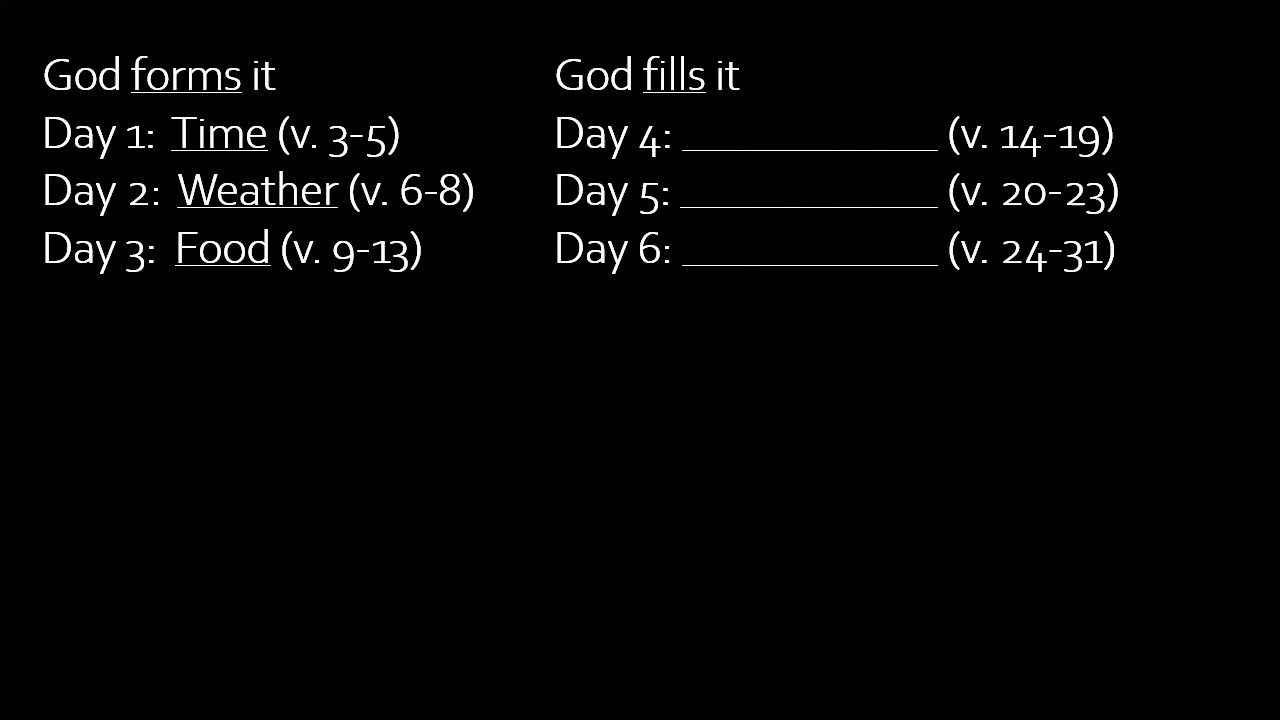 God forms it
Day 1: Time (v. 3-5)
Day 2: Weather (v. 6-8)
Day 3: Food (v. 9-13)
God fills it
Day 4: ____________ (v. 14-19)
Day 5: ____________ (v. 20-23)
Day 6: ____________ (v. 24-31)